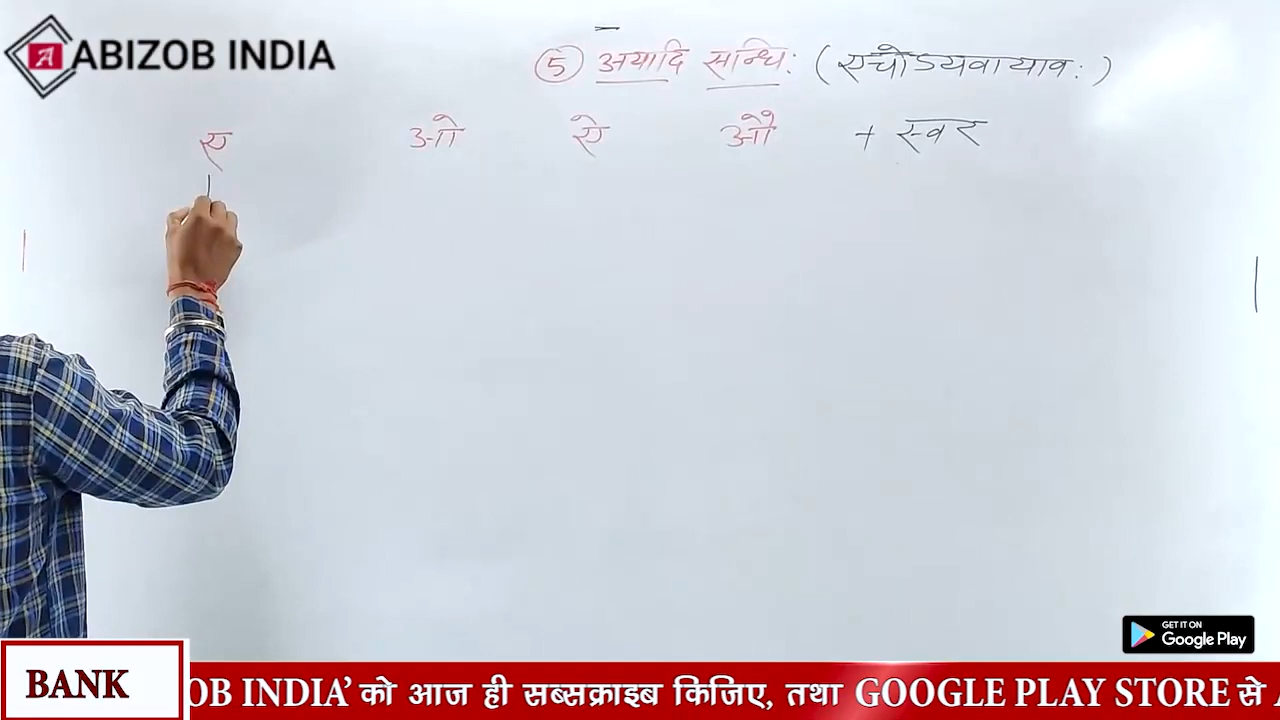 ABIZOB INDIA
⑤ अयादि सन्धि: (एचोऽयवायाव:)
ए ओ ऐ औ + स्वर
GET IT ON
Google Play
BANK
OB INDIA’ को आज ही सब्सक्राइब किजिए, तथा GOOGLE PLAY STORE से